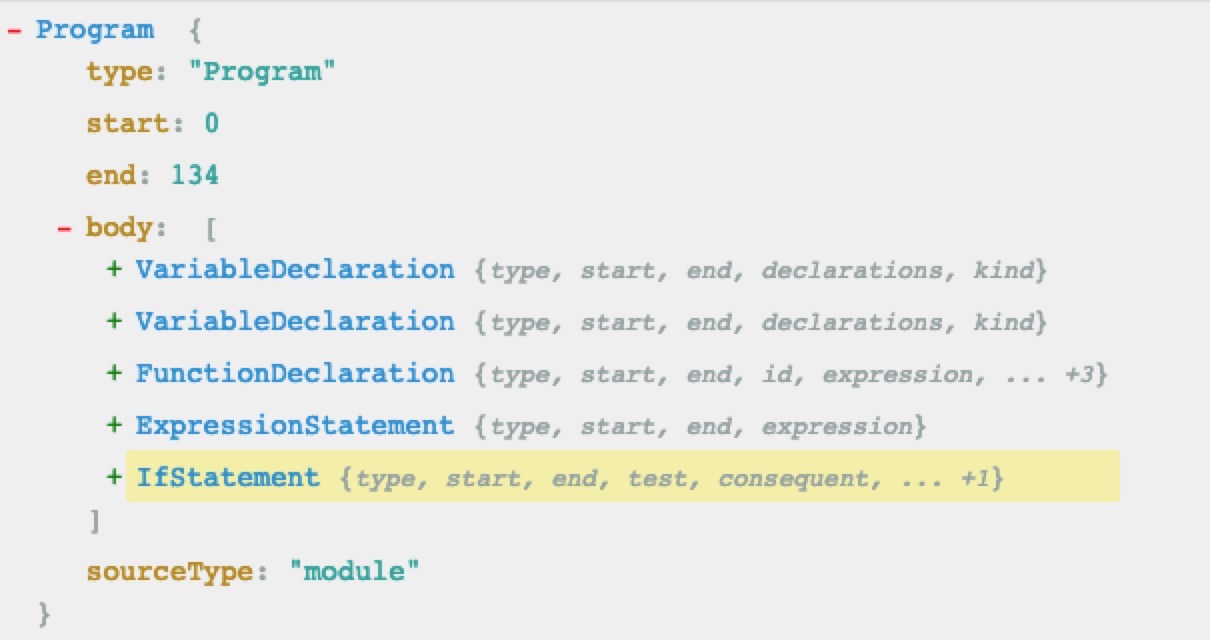 - Program {
type: "Program"
start: 0
end: 134
- body: [
+ VariableDeclaration {type, start, end, declarations, kind}
+ VariableDeclaration {type, start, end, declarations, kind}
+ FunctionDeclaration {type, start, end, id, expression, ... +3}
+ ExpressionStatement {type, start, end, expression}
+ IfStatement {type, start, end, test, consequent, ... +1}
]
sourceType: "module"
}